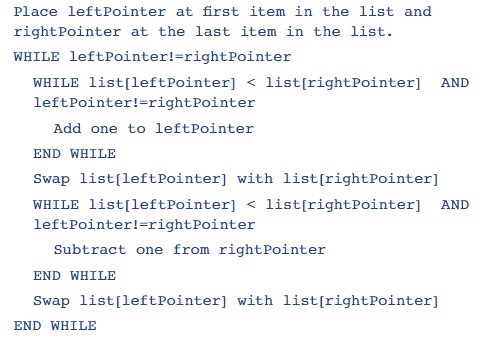 Place leftPointer at first item in the list and
rightPointer at the last item in the list.
WHILE leftPointer!=rightPointer
WHILE list[leftPointer] < list[rightPointer] AND
leftPointer!=rightPointer
Add one to leftPointer
END WHILE
Swap list[leftPointer] with list[rightPointer]
WHILE list[leftPointer] < list[rightPointer] AND
leftPointer!=rightPointer
Subtract one from rightPointer
END WHILE
Swap list[leftPointer] with list[rightPointer]
END WHILE